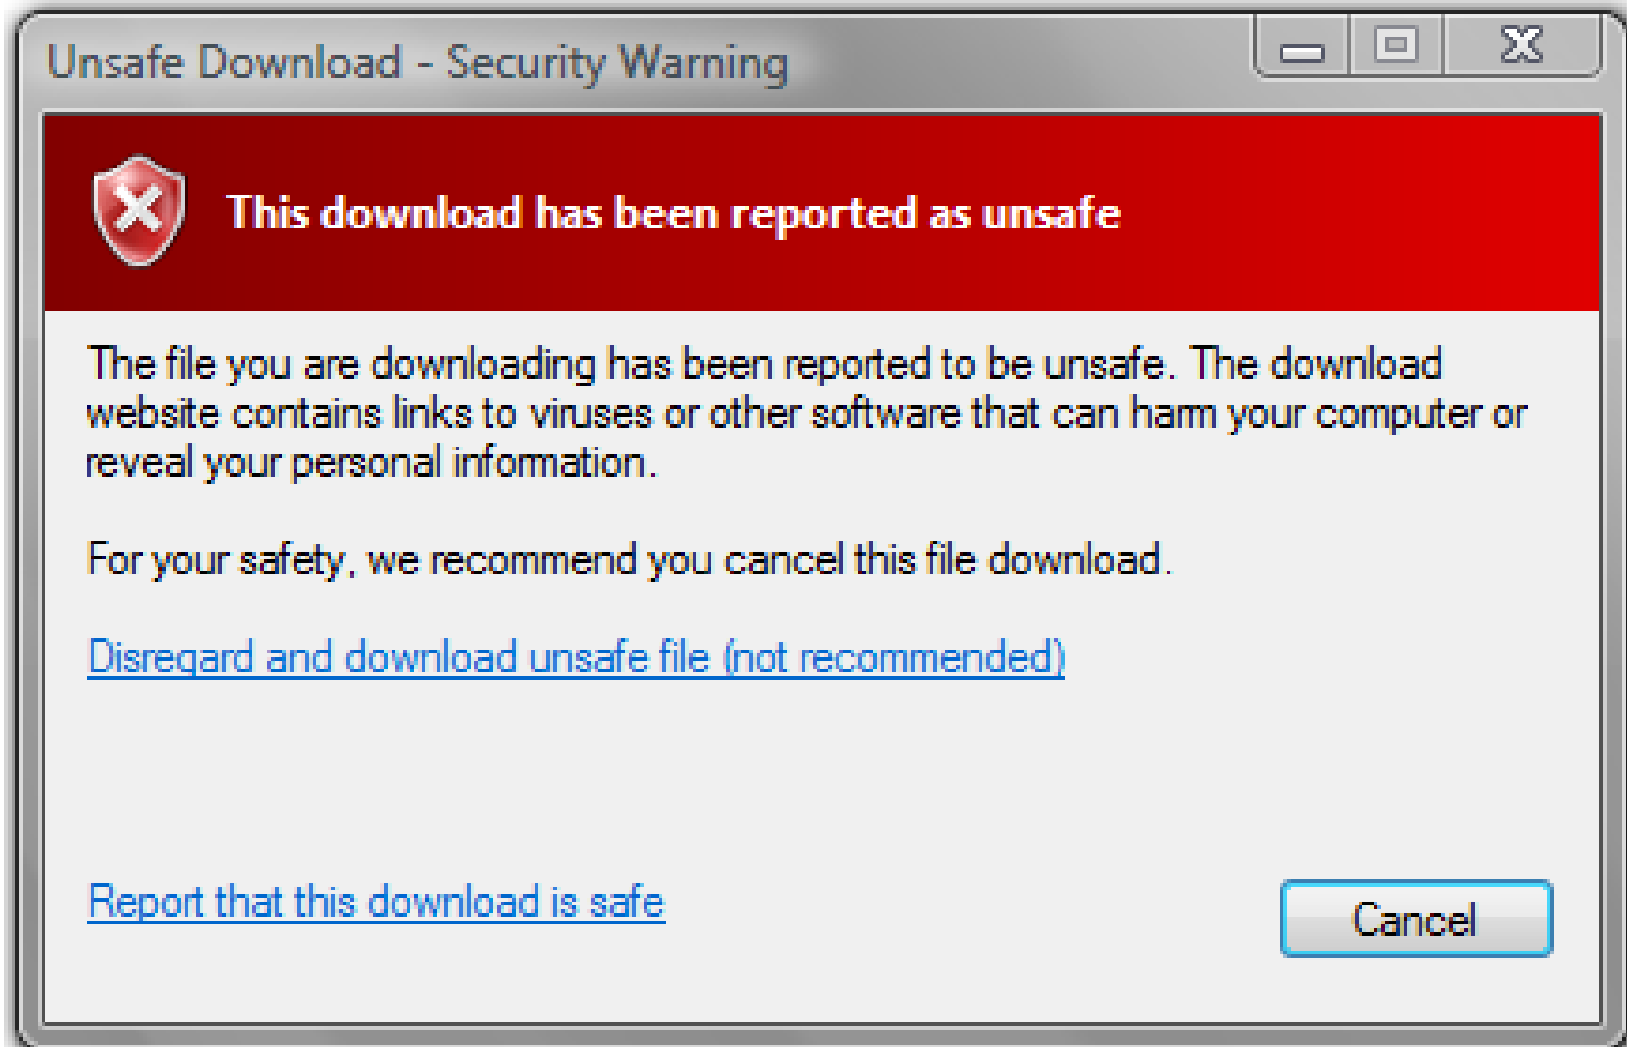 Unsafe Download - Security Warning
This download has been reported as unsafe
The file you are downloading has been reported to be unsafe. The download
website contains links to viruses or other software that can harm your computer or
reveal your personal information.
For your safety, we recommend you cancel this file download.
Disregard and download unsafe file (not recommended)
Report that this download is safe
Cancel